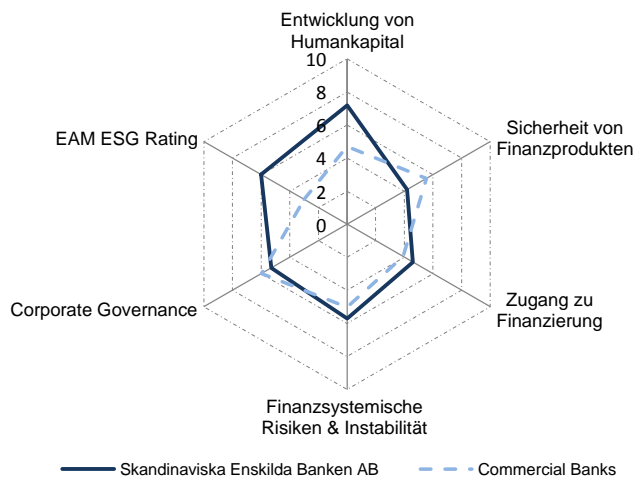 Entwicklung von
Humankapital
10
8
6
4
2
0
EAM ESG Rating
Sicherheit von
Finanzprodukten
Corporate Governance
Zugang zu
Finanzierung
Finanzsystemische
Risiken & Instabilität
Skandinaviska Enskilda Banken AB
Commercial Banks